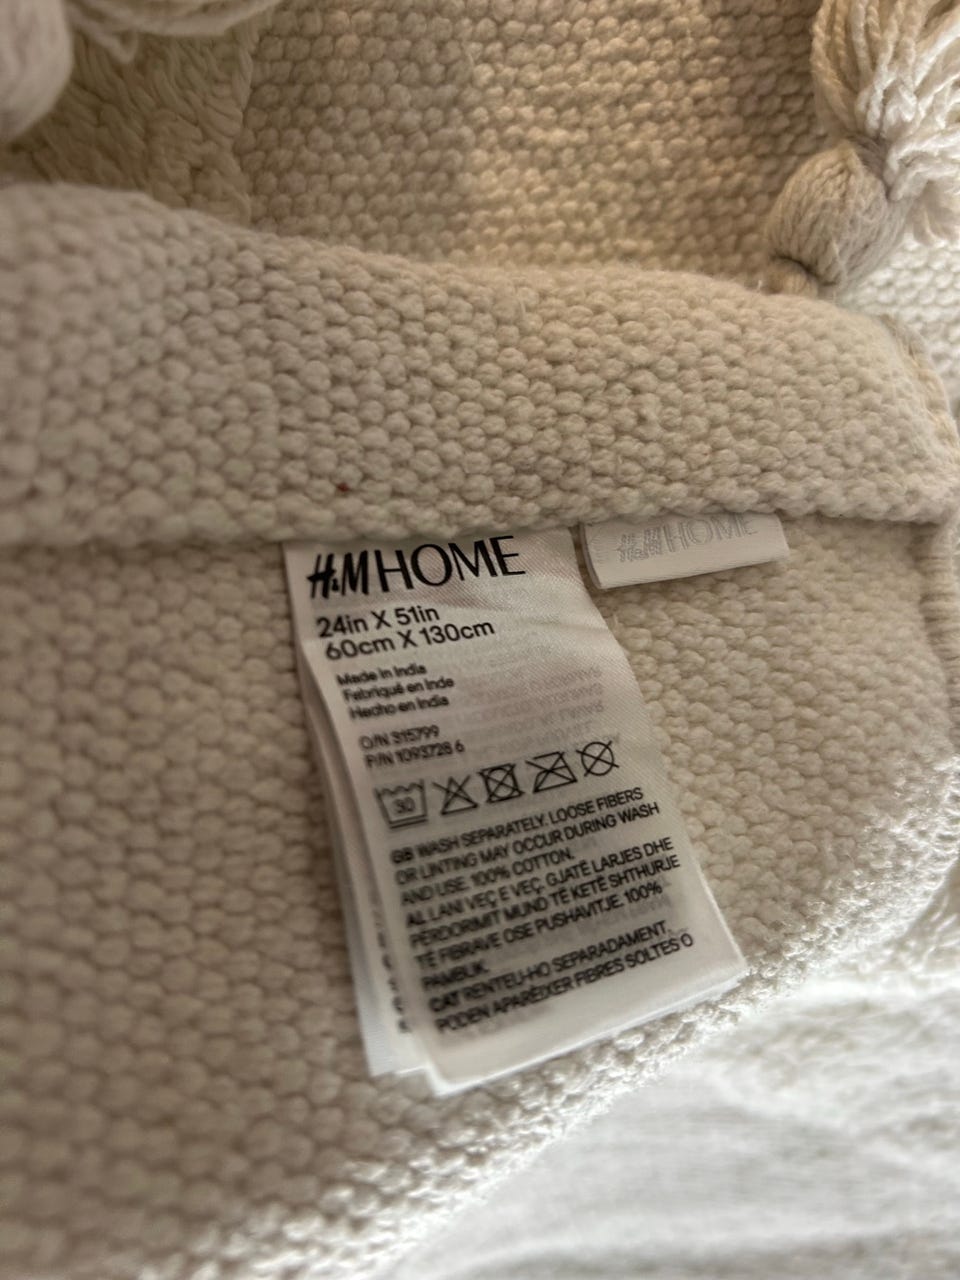 H&M HOME
H&M HOME
24in X 51in
60cm X 130cm
Made in India
Fabriqué en Inde
Hecho en India
O/N 315799
P/N 1093728 6
30
GB WASH SEPARATELY. LOOSE FIBERS
OR LINTING MAY OCCUR DURING WASH
AND USE. 100% COTTON.
AL LANI VEÇ E VEÇ. GJATË LARJES DHE
PËRDORIMIT MUND TË KETË SHTHURJE
TË FIBRAVE OSE PUSHAVITJE. 100%
PAMBUK.
CAT RENTEU-HO SEPARADAMENT.
PODEN APARÈIXER FIBRES SOLTES O